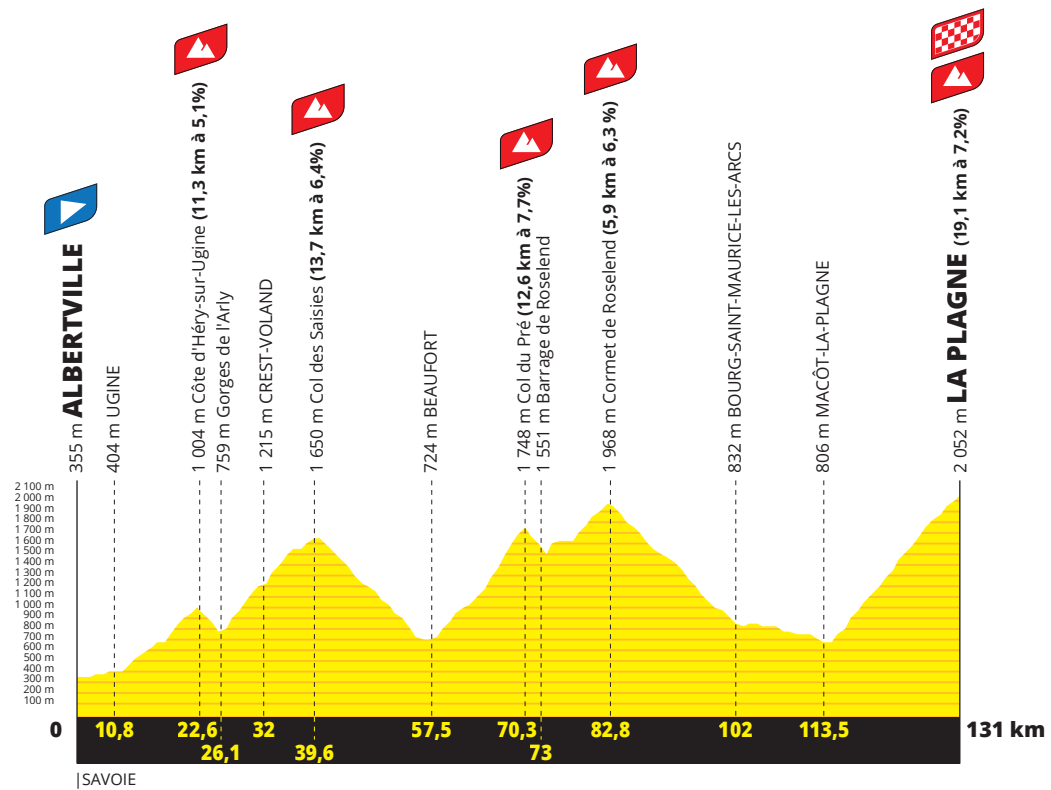 355 m ALBERTVILLE
404 m UGINE
1 004 m Côte d'Héry-sur-Ugine (11,3 km à 5,1%)
759 m Gorges de l'Arly
1 215 m CREST-VOLAND
1 650 m Col des Saisies (13,7 km à 6,4%)
724 m BEAUFORT
1 748 m Col du Pré (12,6 km à 7,7%)
1 551 m Barrage de Roselend
1 968 m Cormet de Roselend (5,9 km à 6,3 %)
832 m BOURG-SAINT-MAURICE-LES-ARCS
806 m MACÔT-LA-PLAGNE
2 052 m LA PLAGNE (19,1 km à 7,2%)
2 100 m
2 000 m
1 900 m
1 800 m
1 700 m
1 600 m
1 500 m
1 400 m
1 300 m
1 200 m
1 100 m
1 000 m
900 m
800 m
700 m
600 m
500 m
400 m
300 m
200 m
100 m
0 10,8 22,6 32 57,5 70,3 82,8 102 113,5 131 km
26,1 39,6 73
|SAVOIE